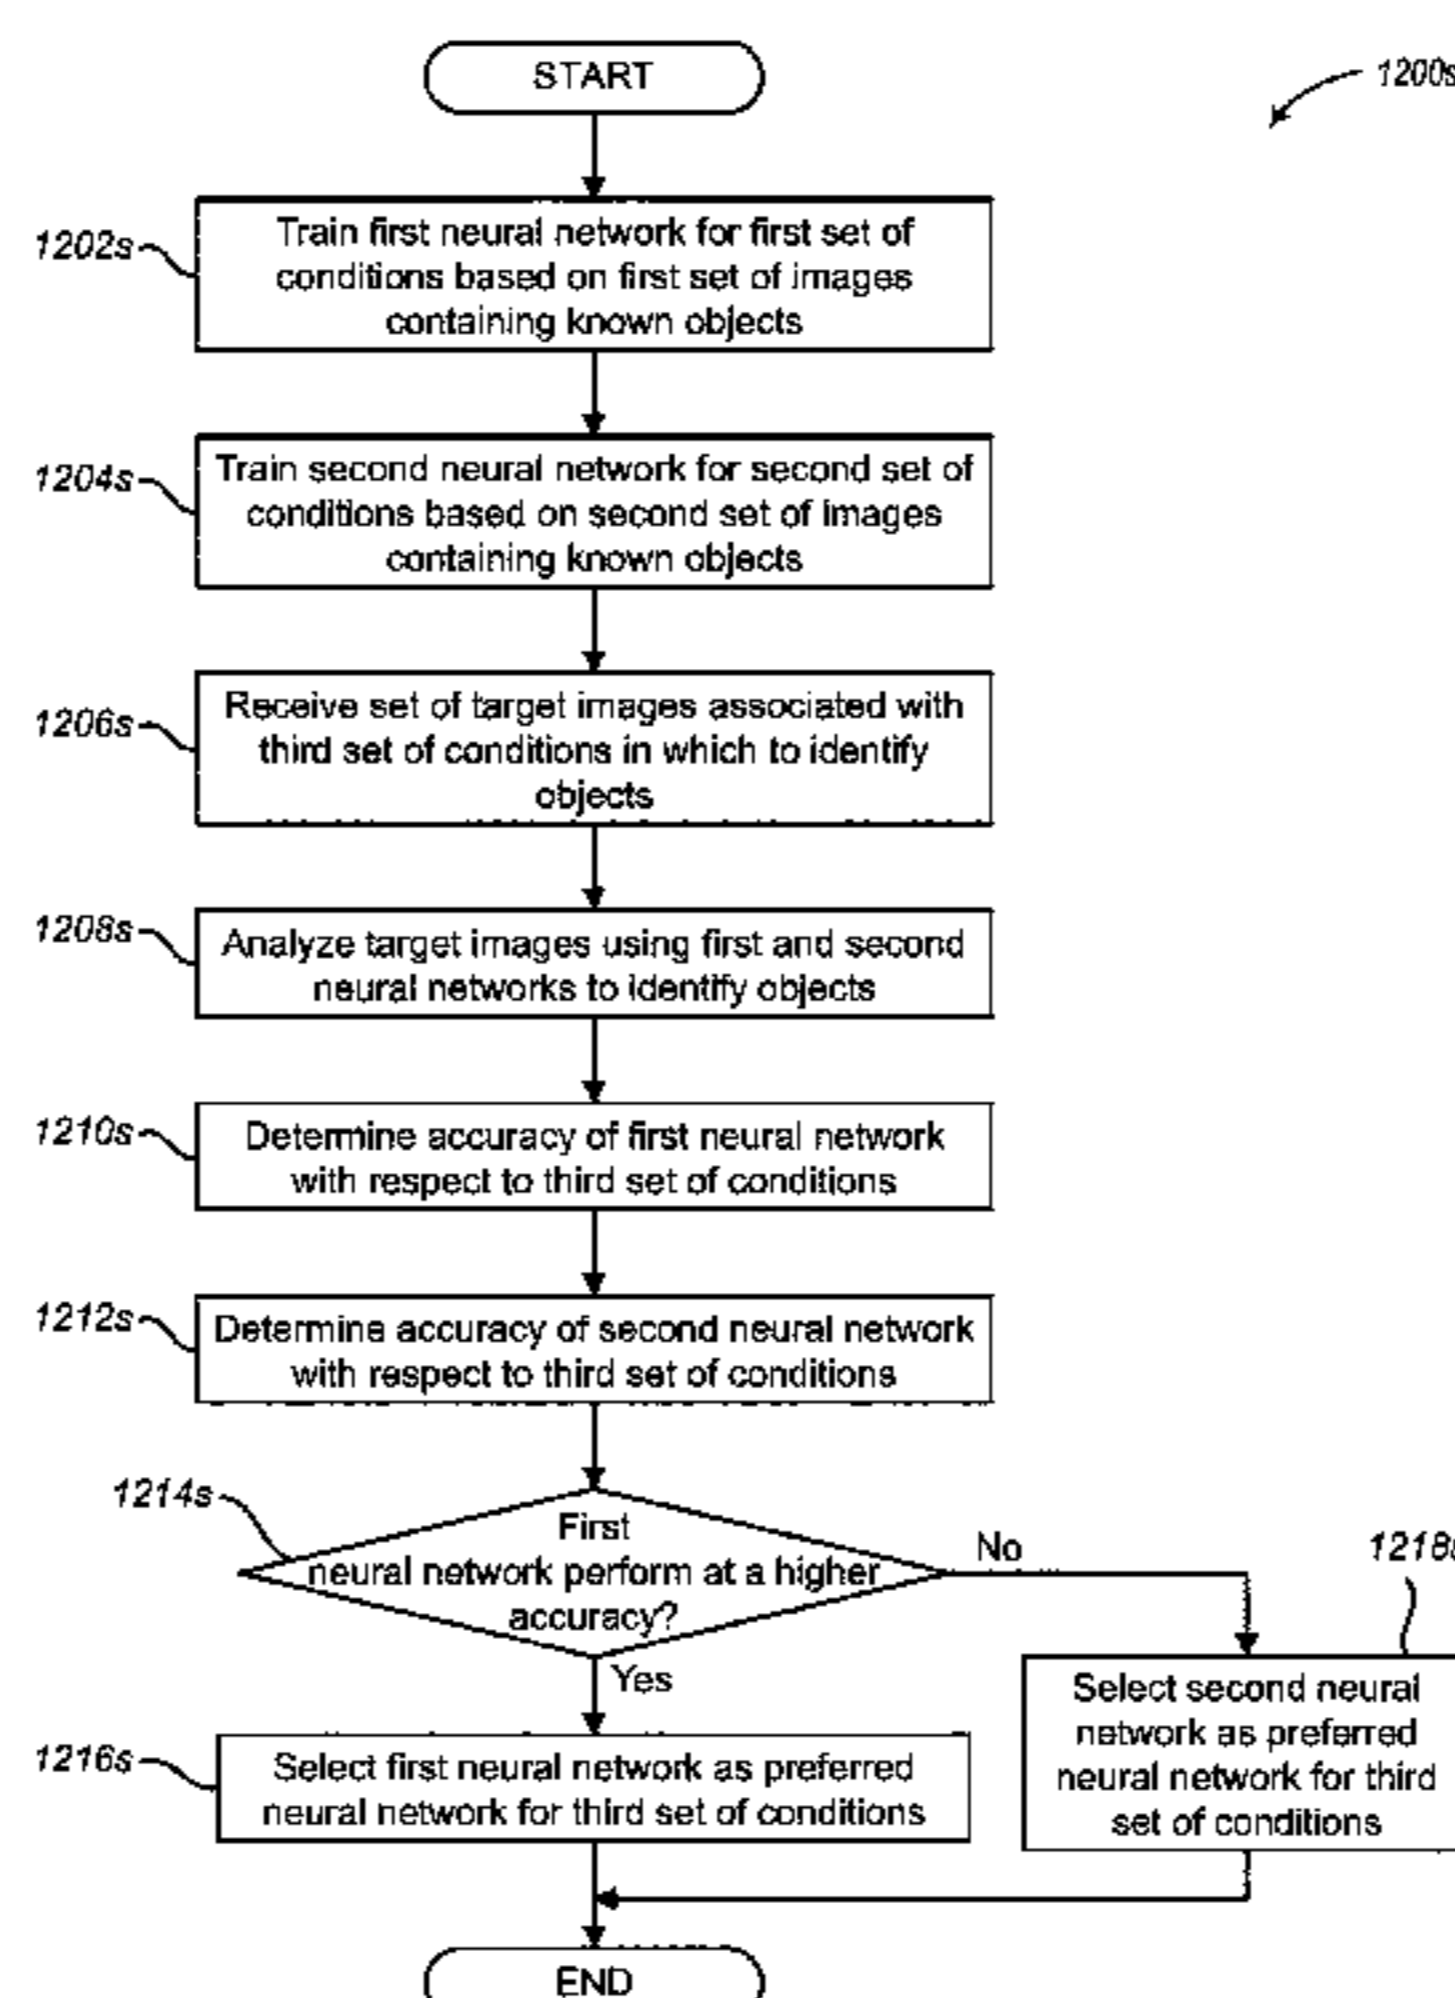 START
1200s
1202s
Train first neural network for first set of
conditions based on first set of images
containing known objects
1204s
Train second neural network for second set of
conditions based on second set of images
containing known objects
1206s
Receive set of target images associated with
third set of conditions in which to identify
objects
1208s
Analyze target images using first and second
neural networks to identify objects
1210s
Determine accuracy of first neural network
with respect to third set of conditions
1212s
Determine accuracy of second neural network
with respect to third set of conditions
1214s
First
neural network perform at a higher
accuracy?
No
1218s
Yes
Select second neural
network as preferred
neural network for third
set of conditions
1216s
Select first neural network as preferred
neural network for third set of conditions
END